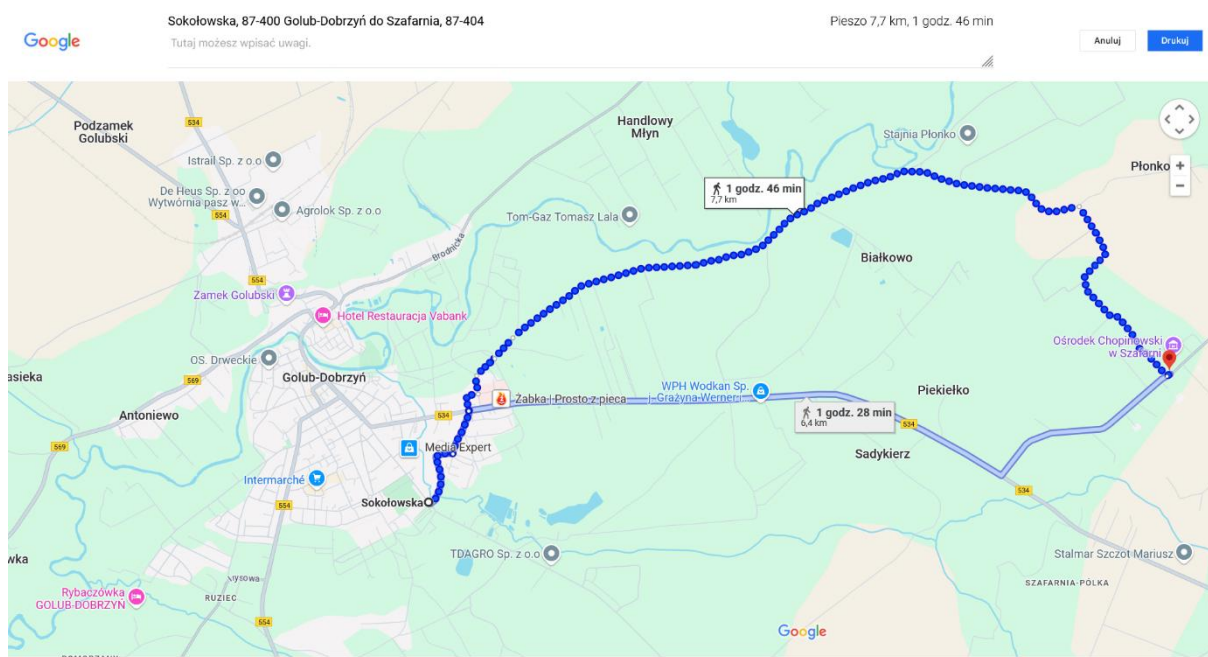 Google
Sokołowska, 87-400 Golub-Dobrzyń do Szafarnia, 87-404
Pieszo 7,7 km, 1 godz. 46 min
Tutaj możesz wpisać uwagi.
Anuluj
Drukuj
Podzamek
Golubski
534
Istrail Sp. z o.o
De Heus Sp. z oo
Wytwórnia pasz w...
554
Agrolok Sp. z o.o
Handlowy
Młyn
Stajnia Płonko
Płonko
+
−
1 godz. 46 min
7,7 km
Tom-Gaz Tomasz Lala
Brodnicka
Białkowo
554
Zamek Golubski
Hotel Restauracja Vabank
Ośrodek Chopinowski
w Szafarni
OS. Drweckie
569
Golub-Dobrzyń
asieka
Antoniewo
WPH Wodkan Sp.
j. Grażyna Werner i
Żabka | Prosto z pieca
Piekiełko
1 godz. 28 min
6,4 km
534
534
569
Media Expert
Sadykierz
Intermarché
554
Sokołowska
534
wka
TDAGRO Sp. z o.o
Stalmar Szczot Mariusz
SZAFARNIA-POLKA
Rybaczówka
GOLUB-DOBRZYŃ
RUZIEC
554
Google